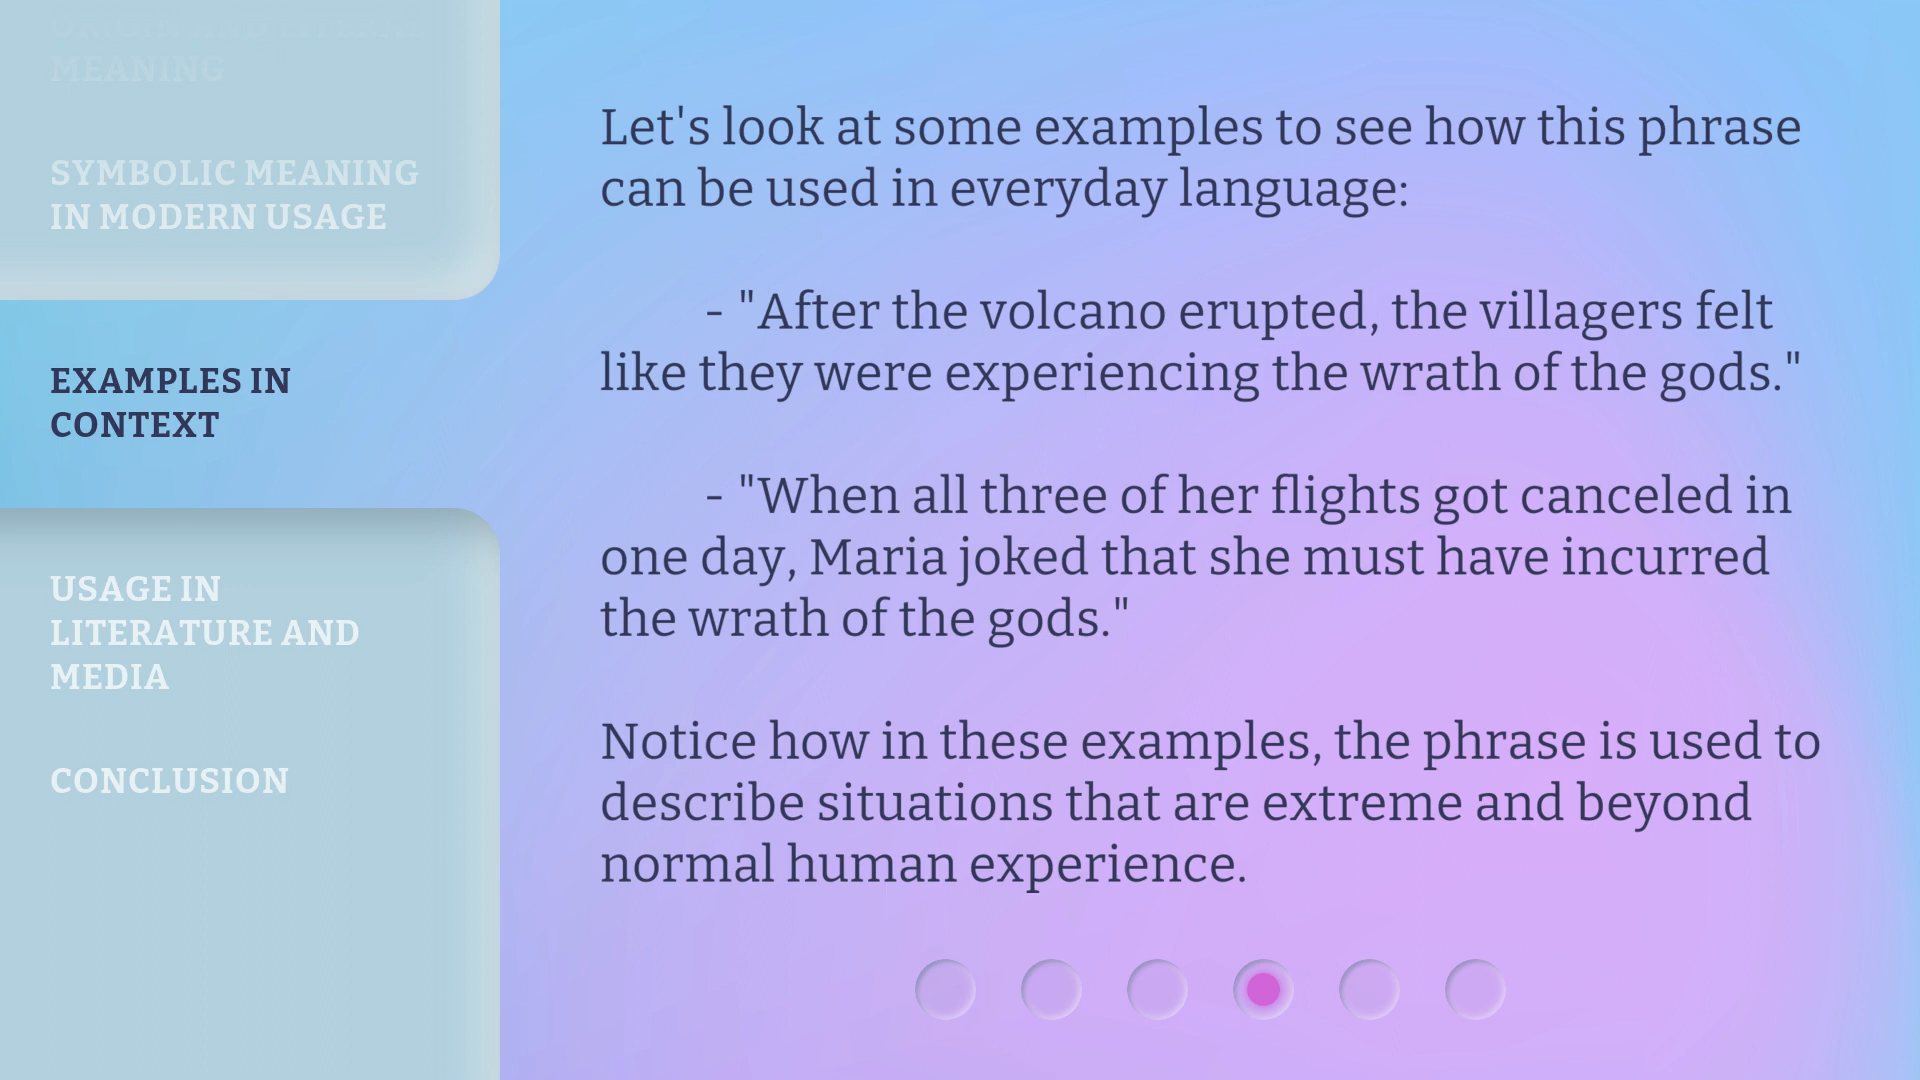 MEANING
SYMBOLIC MEANING
IN MODERN USAGE
EXAMPLES IN
CONTEXT
USAGE IN
LITERATURE AND
MEDIA
CONCLUSION
Let's look at some examples to see how this phrase
can be used in everyday language:
- "After the volcano erupted, the villagers felt
like they were experiencing the wrath of the gods."
- "When all three of her flights got canceled in
one day, Maria joked that she must have incurred
the wrath of the gods."
Notice how in these examples, the phrase is used to
describe situations that are extreme and beyond
normal human experience.